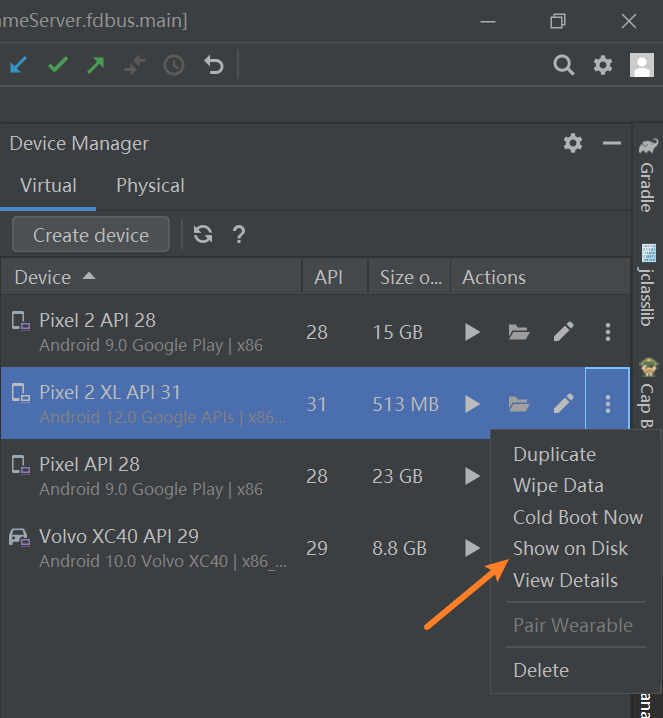 ameServer.fdbus.main]
Device Manager
Virtual
Physical
Create device
?
Device
API
Size o...
Actions
Pixel 2 API 28
Android 9.0 Google Play | x86
28
15 GB
Pixel 2 XL API 31
Android 12.0 Google APIs | x86...
31
513 MB
Pixel API 28
Android 9.0 Google Play | x86
28
23 GB
Volvo XC40 API 29
Android 10.0 Volvo XC40 | x86_...
29
8.8 GB
Duplicate
Wipe Data
Cold Boot Now
Show on Disk
View Details
Pair Wearable
Delete
Gradle
jclasslib
Cap B
ana